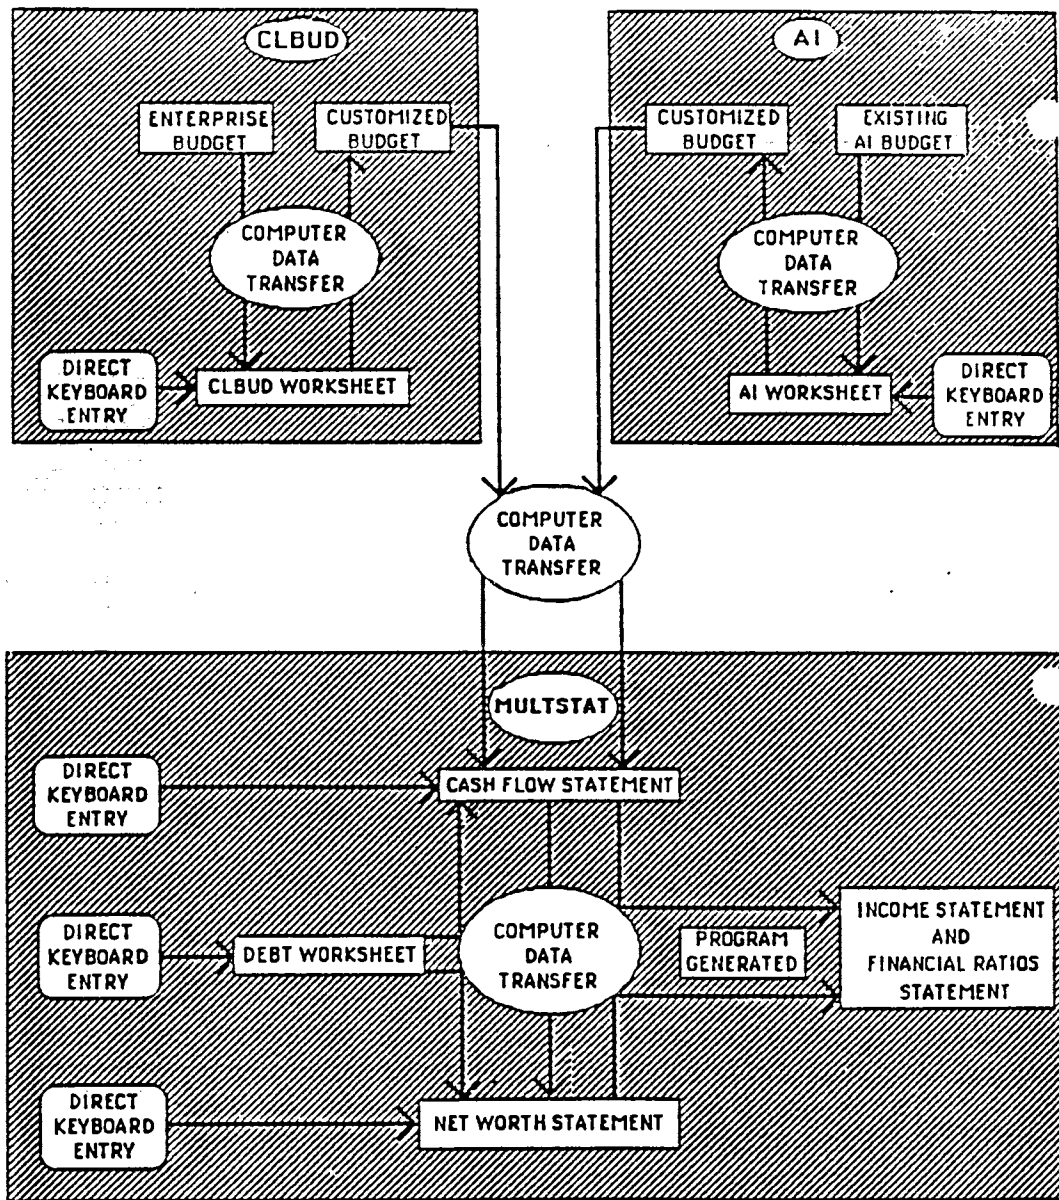 CLBUD
ENTERPRISE
BUDGET
CUSTOMIZED
BUDGET
COMPUTER
DATA
TRANSFER
DIRECT
KEYBOARD
ENTRY
CLBUD WORKSHEET
AI
CUSTOMIZED
BUDGET
EXISTING
AI BUDGET
COMPUTER
DATA
TRANSFER
AI WORKSHEET
DIRECT
KEYBOARD
ENTRY
COMPUTER
DATA
TRANSFER
MULTSTAT
DIRECT
KEYBOARD
ENTRY
CASH FLOW STATEMENT
DIRECT
KEYBOARD
ENTRY
DEBT WORKSHEET
COMPUTER
DATA
TRANSFER
PROGRAM
GENERATED
INCOME STATEMENT
AND
FINANCIAL RATIOS
STATEMENT
DIRECT
KEYBOARD
ENTRY
NET WORTH STATEMENT